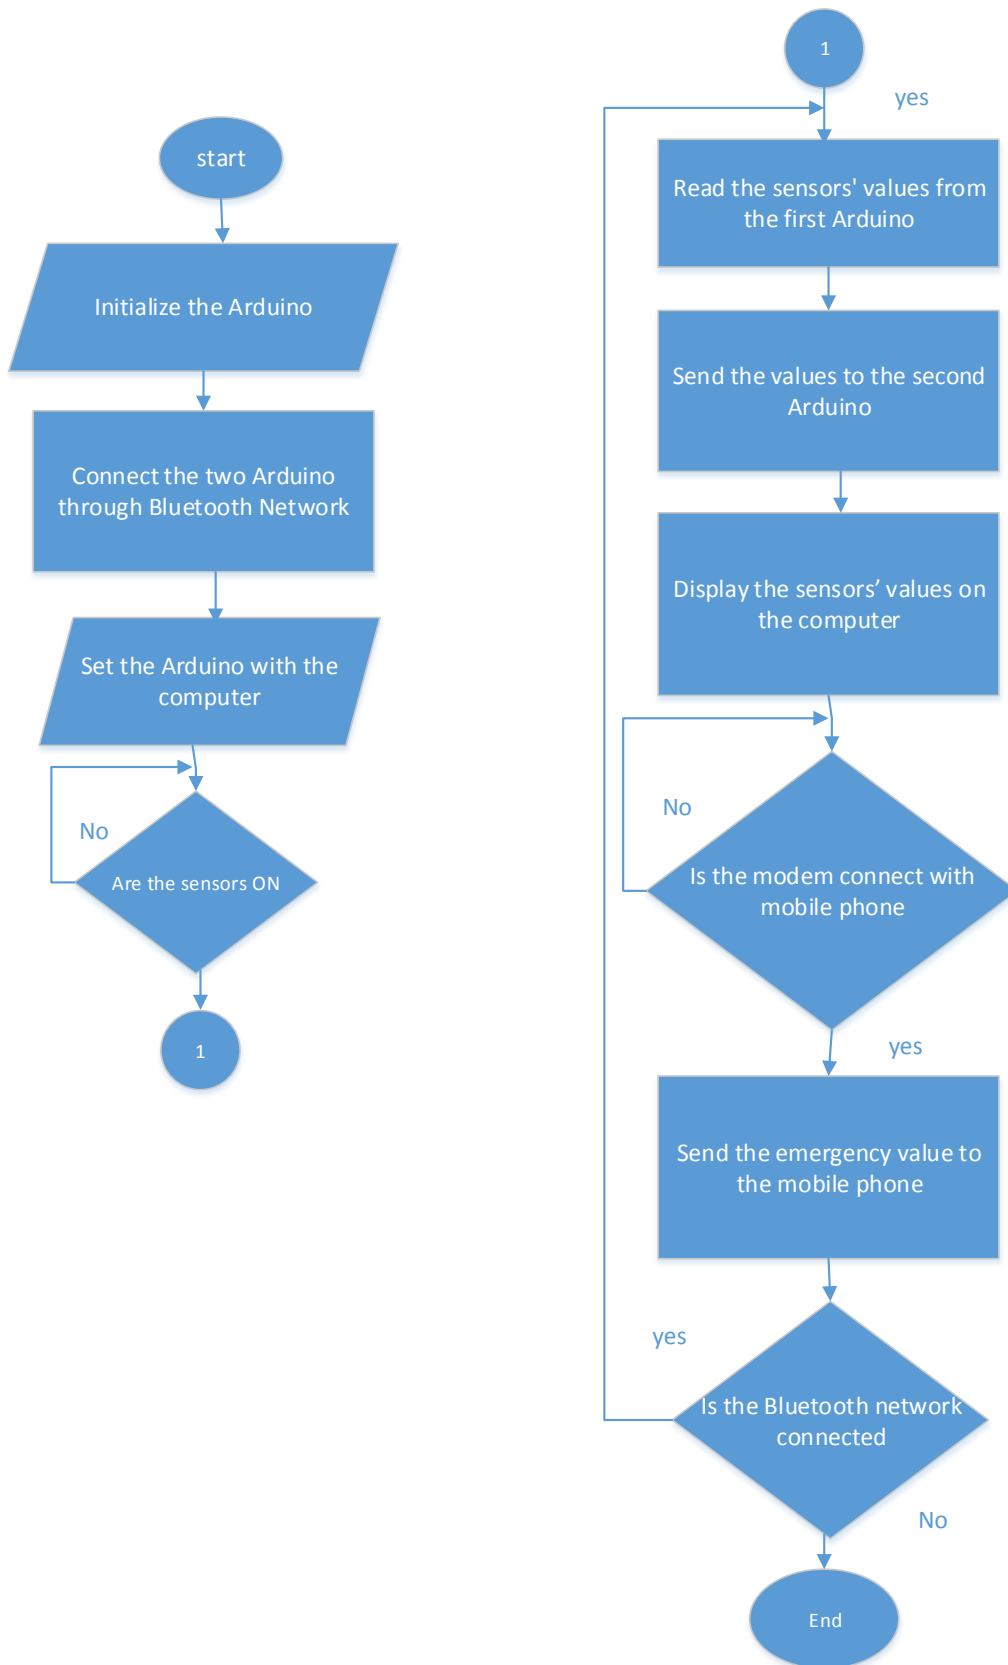 start
Initialize the Arduino
Connect the two Arduino
through Bluetooth Network
Set the Arduino with the
computer
No
Are the sensors ON
1
1
yes
Read the sensors' values from
the first Arduino
Send the values to the second
Arduino
Display the sensors’ values on
the computer
No
Is the modem connect with
mobile phone
yes
Send the emergency value to
the mobile phone
yes
Is the Bluetooth network
connected
No
End